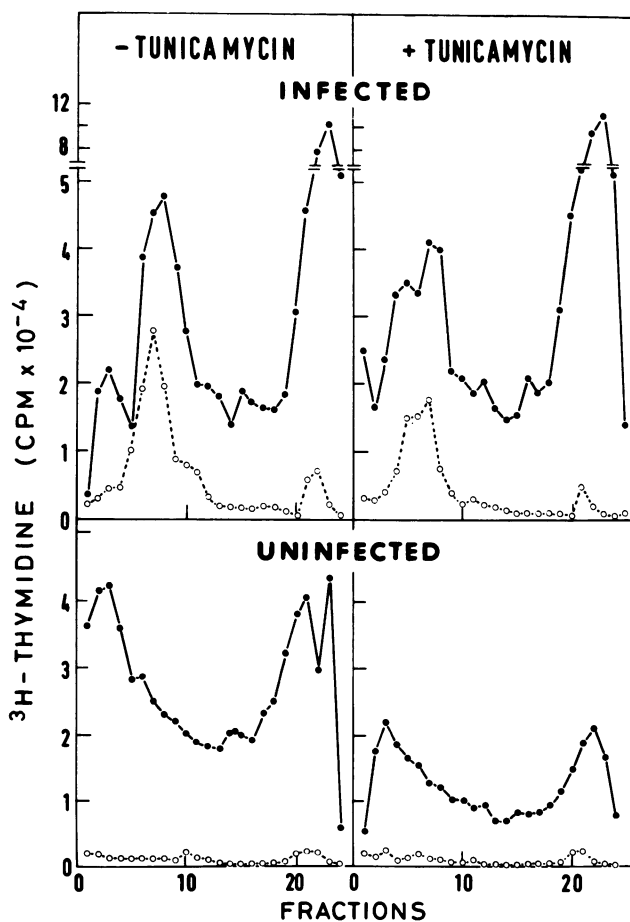 - TUNICAMYCIN
+ TUNICAMYCIN
INFECTED
12
8
5
4
3
2
1
0
UNINFECTED
4
3
2
1
0
0 10 20 0 10 20
FRACTIONS
³H-THYMIDINE (CPM x 10⁻⁴)